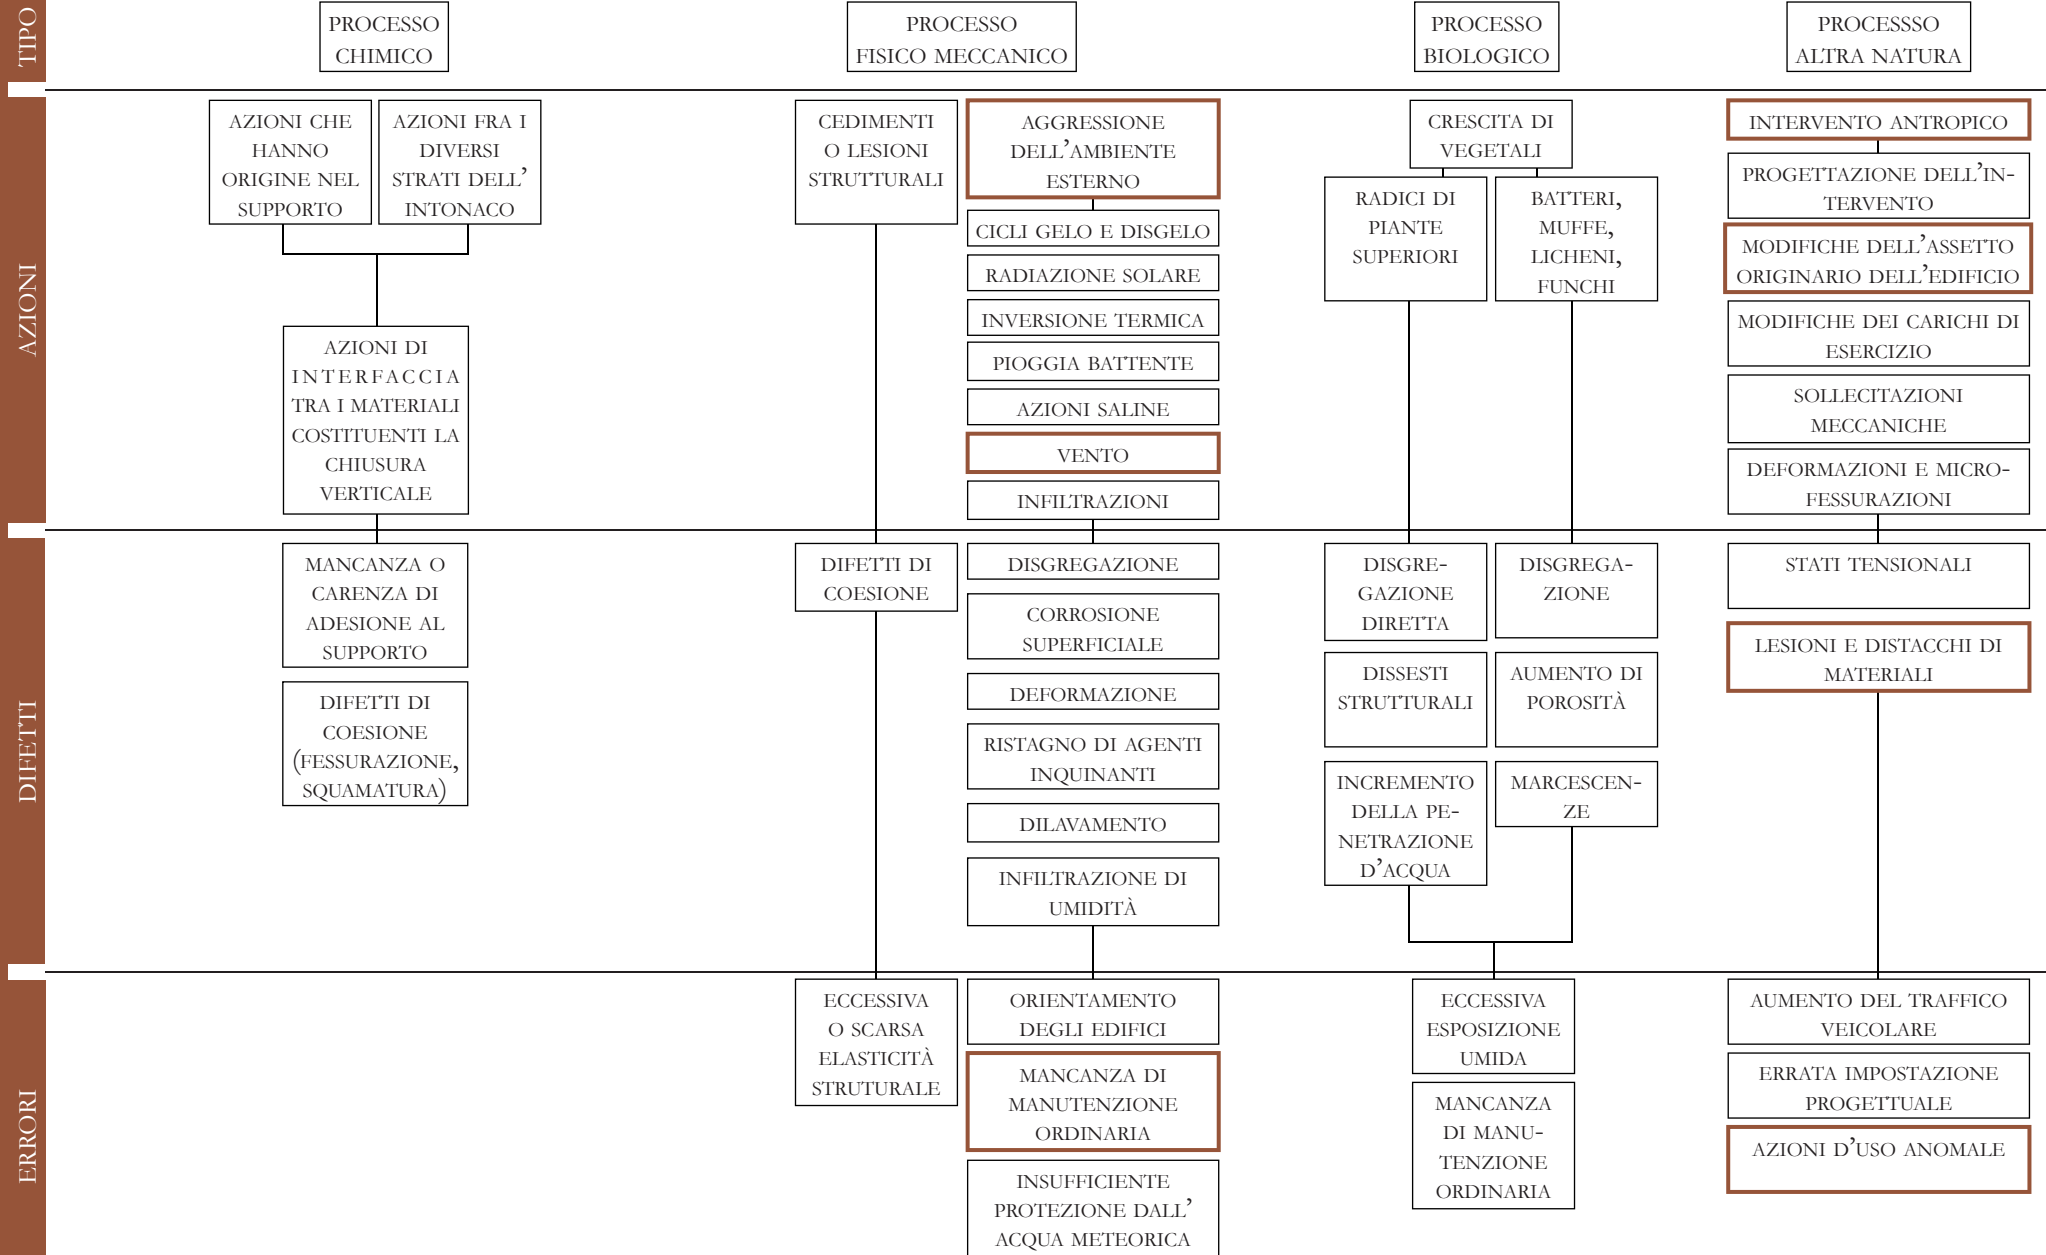 TIPO
PROCESSO
CHIMICO
PROCESSO
FISICO MECCANICO
PROCESSO
BIOLOGICO
PROCESSSO
ALTRA NATURA
AZIONI
AZIONI CHE
HANNO
ORIGINE NEL
SUPPORTO
AZIONI FRA I
DIVERSI
STRATI DELL'
INTONACO
AZIONI DI
INTERFACCIA
TRA I MATERIALI
COSTITUENTI LA
CHIUSURA
VERTICALE
CEDIMENTI
O LESIONI
STRUTTURALI
AGGRESSIONE
DELL'AMBIENTE
ESTERNO
CICLI GELO E DISGELO
RADIAZIONE SOLARE
INVERSIONE TERMICA
PIOGGIA BATTENTE
AZIONI SALINE
VENTO
INFILTRAZIONI
CRESCITA DI
VEGETALI
RADICI DI
PIANTE
SUPERIORI
BATTERI,
MUFFE,
LICHENI,
FUNCHI
INTERVENTO ANTROPICO
PROGETTAZIONE DELL'IN-
TERVENTO
MODIFICHE DELL'ASSETTO
ORIGINARIO DELL'EDIFICIO
MODIFICHE DEI CARICHI DI
ESERCIZIO
SOLLECITAZIONI
MECCANICHE
DEFORMAZIONI E MICRO-
FESSURAZIONI
DIFETTI
MANCANZA O
CARENZA DI
ADESIONE AL
SUPPORTO
DIFETTI DI
COESIONE
(FESSURAZIONE,
SQUAMATURA)
DIFETTI DI
COESIONE
DISGREGAZIONE
CORROSIONE
SUPERFICIALE
DEFORMAZIONE
RISTAGNO DI AGENTI
INQUINANTI
DILAVAMENTO
INFILTRAZIONE DI
UMIDITÀ
DISGRE-
GAZIONE
DIRETTA
DISSESTI
STRUTTURALI
INCREMENTO
DELLA PE-
NETRAZIONE
D'ACQUA
DISGREGA-
ZIONE
AUMENTO DI
POROSITÀ
MARCESCEN-
ZE
STATI TENSIONALI
LESIONI E DISTACCHI DI
MATERIALI
ERRORI
ECCESSIVA
O SCARSA
ELASTICITÀ
STRUTURALE
ORIENTAMENTO
DEGLI EDIFICI
MANCANZA DI
MANUTENZIONE
ORDINARIA
INSUFFICIENTE
PROTEZIONE DALL'
ACQUA METEORICA
ECCESSIVA
ESPOSIZIONE
UMIDA
MANCANZA
DI MANU-
TENZIONE
ORDINARIA
AUMENTO DEL TRAFFICO
VEICOLARE
ERRATA IMPOSTAZIONE
PROGETTUALE
AZIONI D'USO ANOMALE